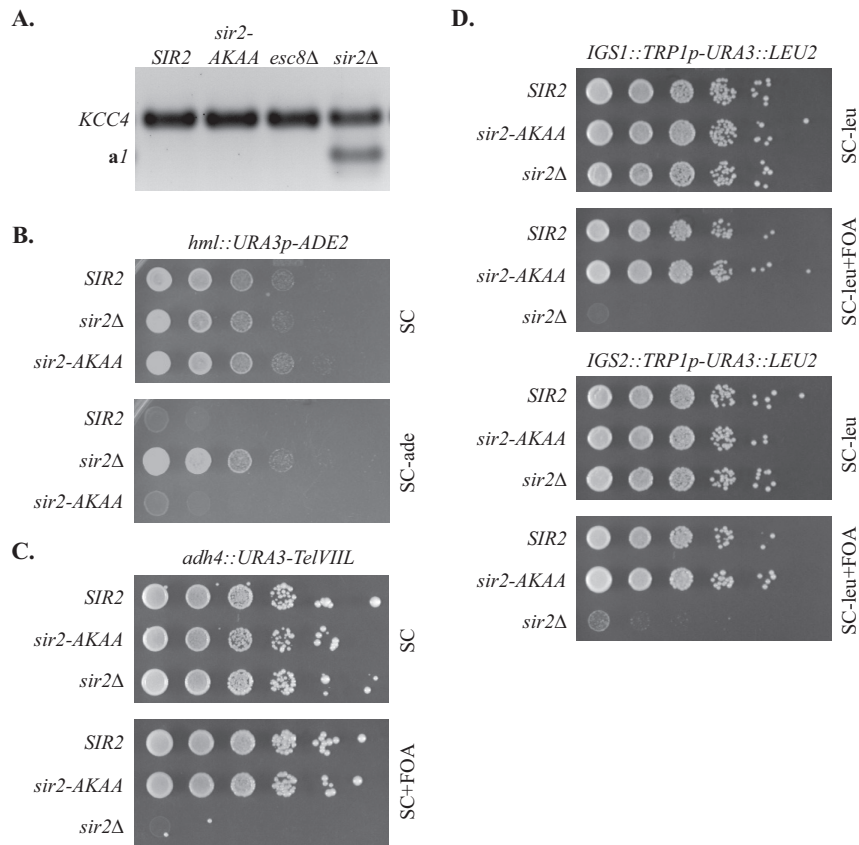 A.
SIR2
sir2-AKAA
esc8Δ
sir2Δ
KCC4
a1
B.
hml::URA3p-ADE2
SIR2
sir2Δ
sir2-AKAA
SC
SIR2
sir2Δ
sir2-AKAA
SC-ade
C.
adh4::URA3-TelVIIL
SIR2
sir2-AKAA
sir2Δ
SC
SIR2
sir2-AKAA
sir2Δ
SC+FOA
D.
IGS1::TRP1p-URA3::LEU2
SIR2
sir2-AKAA
sir2Δ
SC-leu
SIR2
sir2-AKAA
sir2Δ
SC-leu+FOA
IGS2::TRP1p-URA3::LEU2
SIR2
sir2-AKAA
sir2Δ
SC-leu
SIR2
sir2-AKAA
sir2Δ
SC-leu+FOA